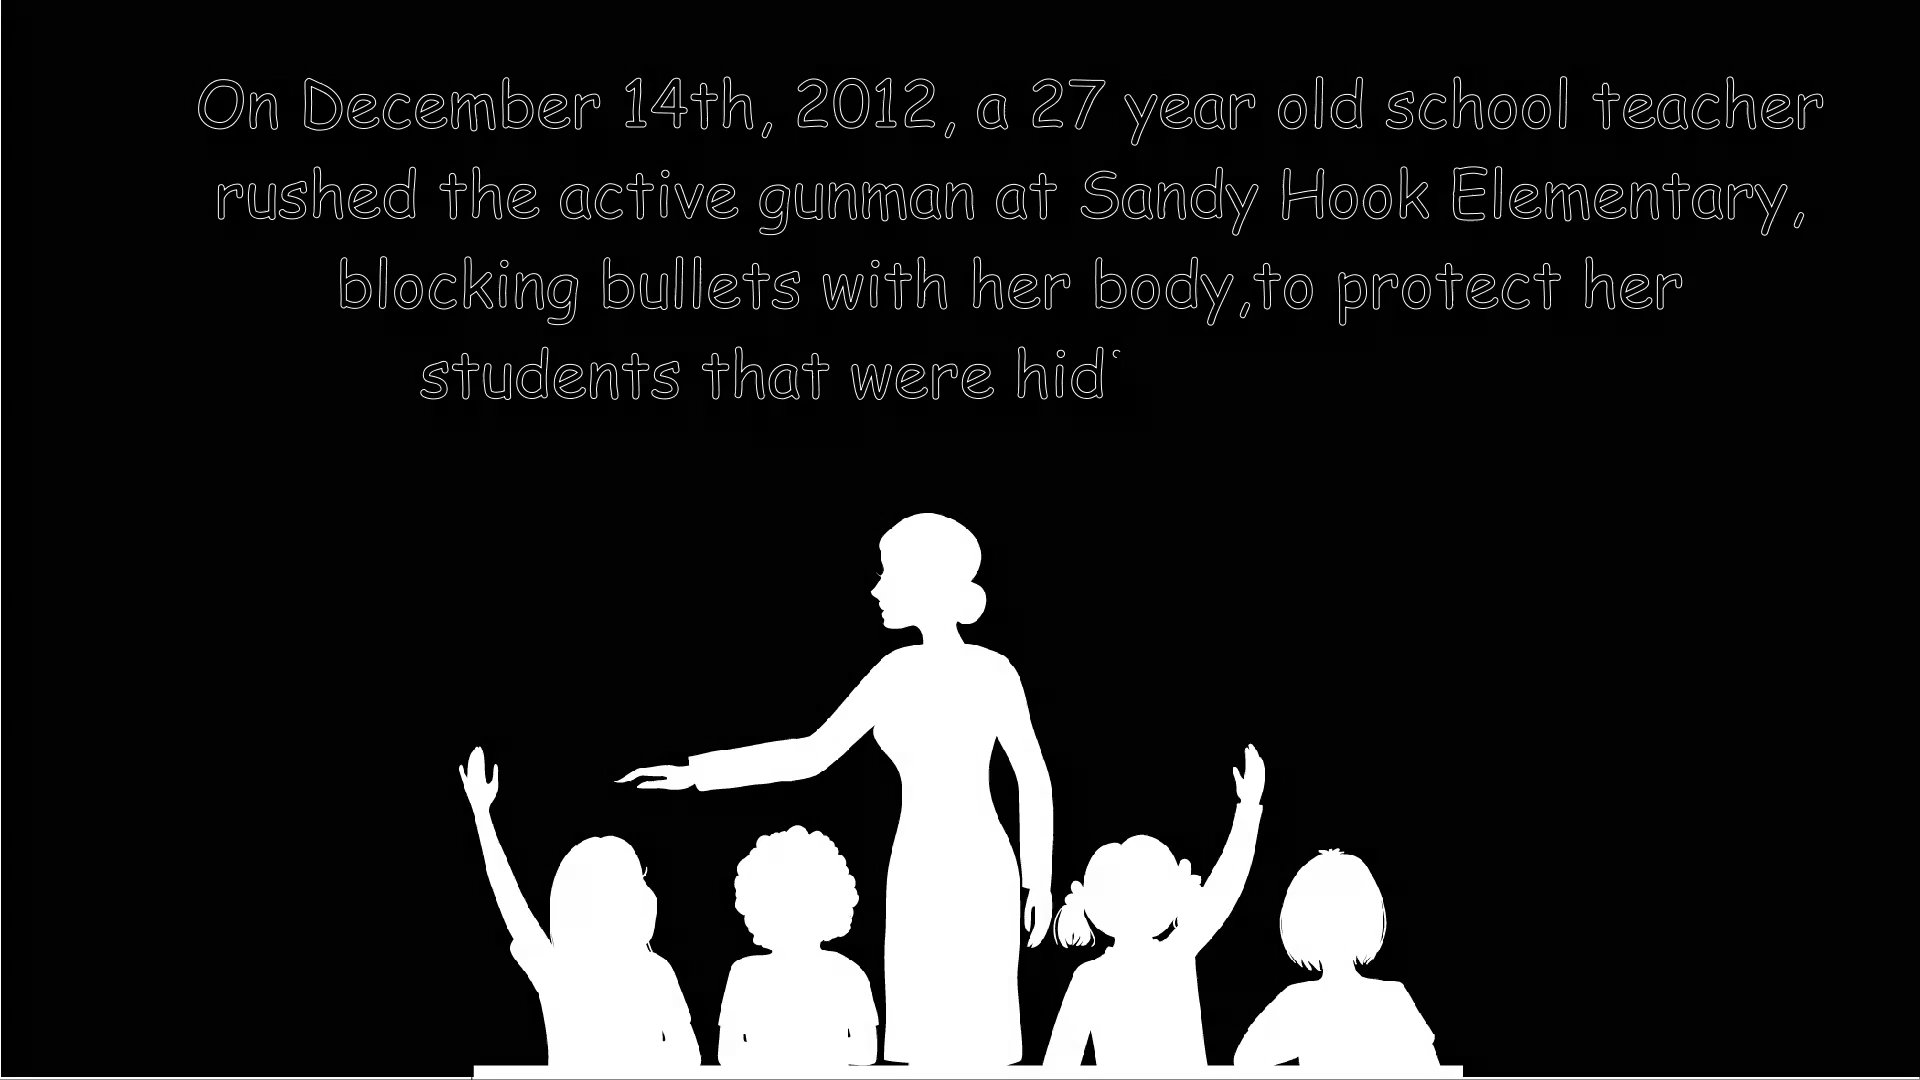 On December 14th, 2012, a 27 year old school teacher
rushed the active gunman at Sandy Hook Elementary,
blocking bullets with her body,to protect her
students that were hid